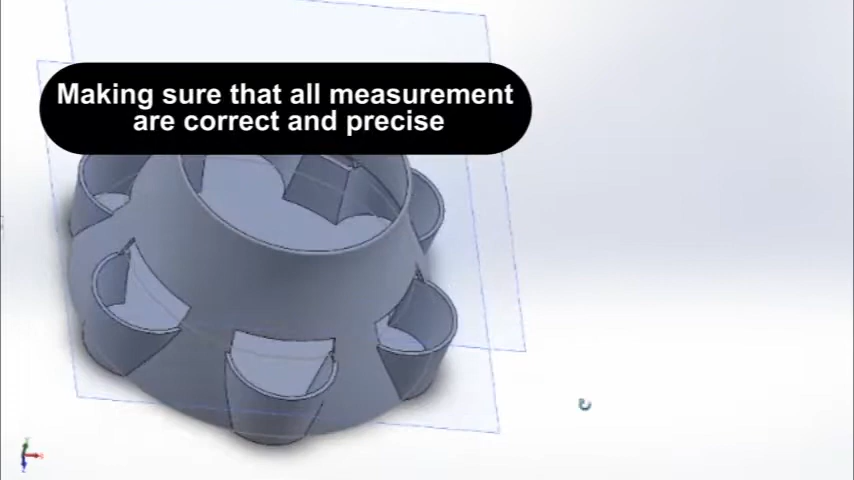 Making sure that all measurement
are correct and precise